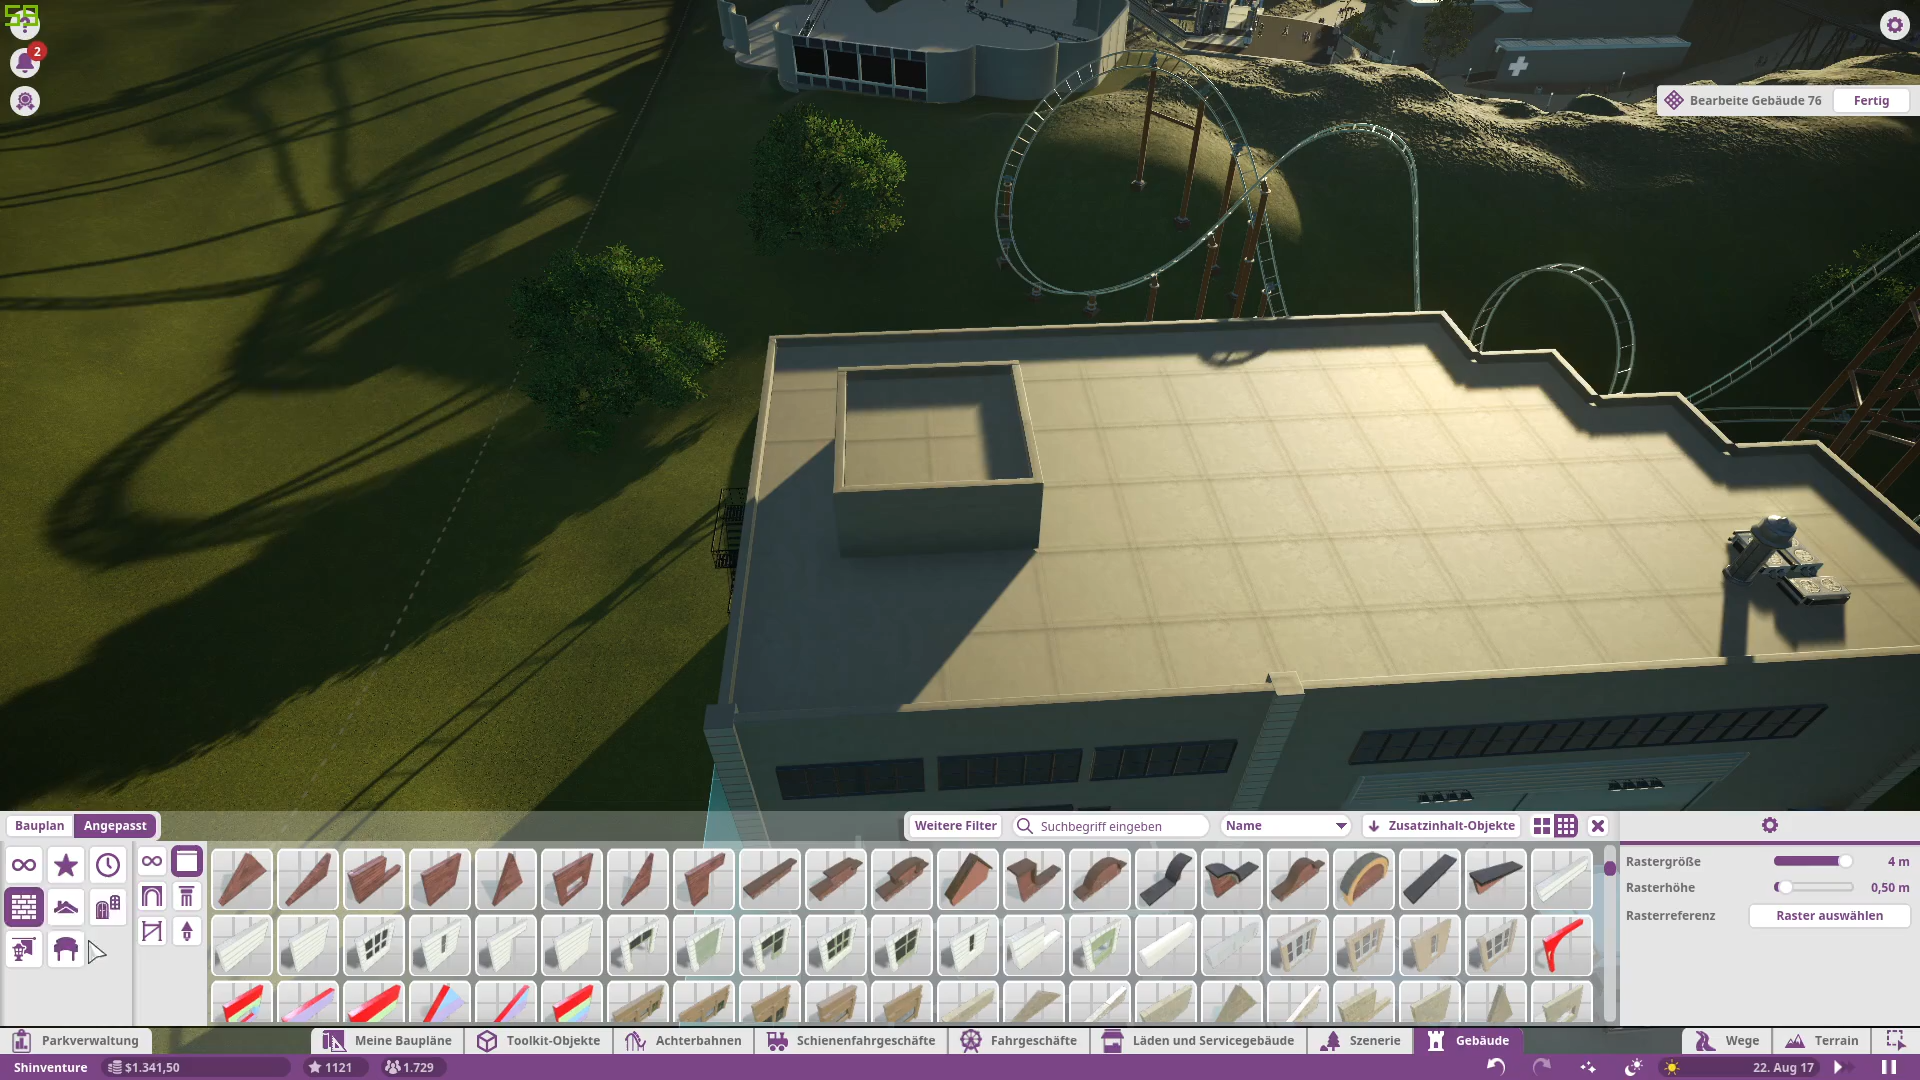 59
2
Bearbeite Gebäude 76
Fertig
Bauplan
Angepasst
Weitere Filter
Suchbegriff eingeben
Name
Zusatzinhalt-Objekte
Rastergröße
4 m
Rasterhöhe
0,50 m
Rasterreferenz
Raster auswählen
Parkverwaltung
Meine Baupläne
Toolkit-Objekte
Achterbahnen
Schienenfahrgeschäfte
Fahrgeschäfte
Läden und Servicegebäude
Szenerie
Gebäude
Wege
Terrain
Shinventure
$1.341,50
1121
1.729
22. Aug 17